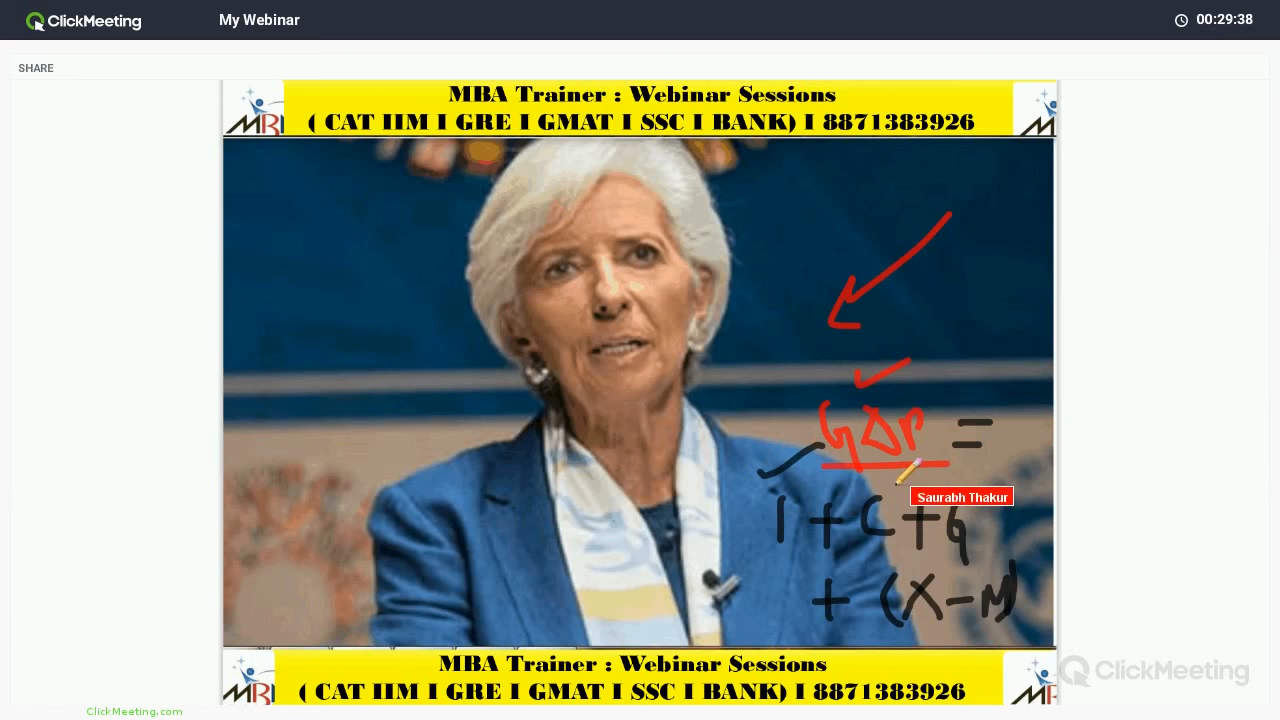 ClickMeeting My Webinar 00:29:38
SHARE
MBA Trainer : Webinar Sessions
( CAT IIM I GRE I GMAT I SSC I BANK) I 8871383926
GDP =
Saurabh Thakur
I + C + G
+ (X - M)
ClickMeeting
MBA Trainer : Webinar Sessions
( CAT IIM I GRE I GMAT I SSC I BANK) I 8871383926
ClickMeeting.com